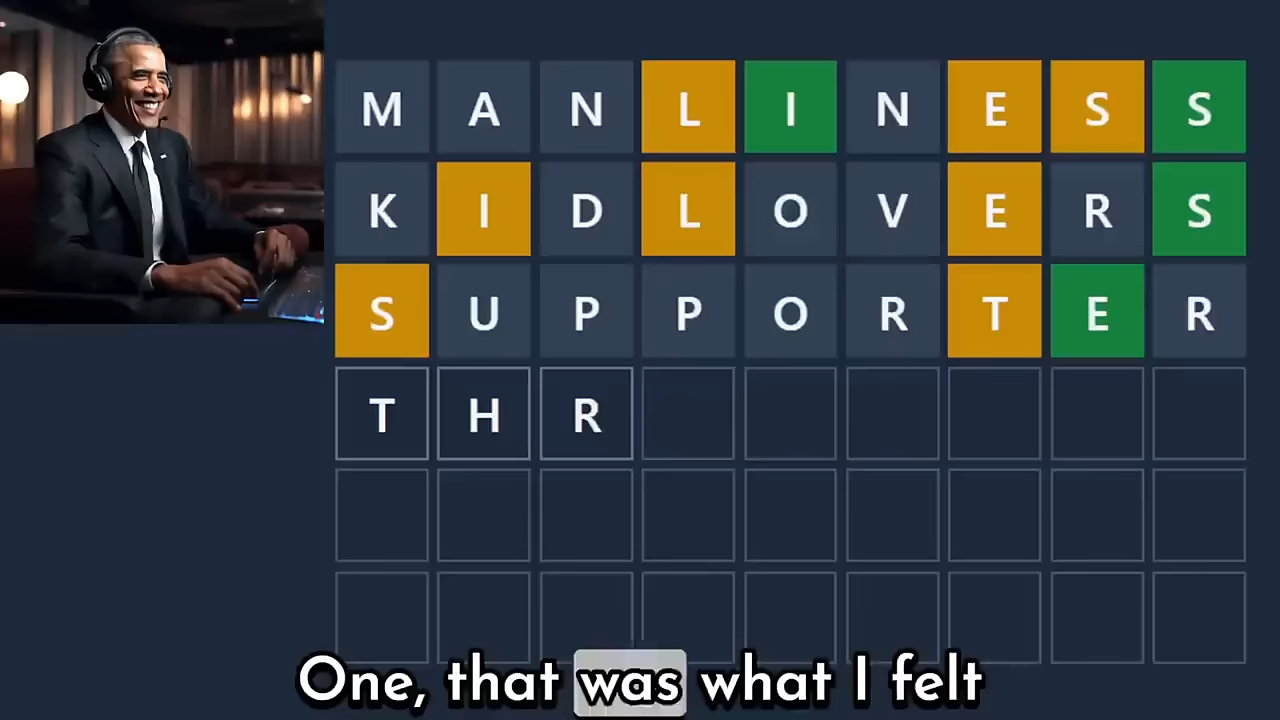 MANLINESS
KIDLOVERS
SUPPORTER
THR
One, that was what I felt